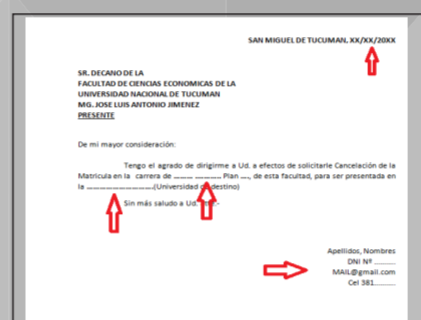 SAN MIGUEL DE TUCUMAN. XX/XX/20XX
SR. DECANO DE LA
FACULTAD DE CIENCIAS ECONOMICAS DE LA
UNIVERSIDAD NACIONAL DE TUCUMAN
MG. JOSE LUIS ANTONIO JIMENEZ
PRESENTE
De mi mayor consideración:
Tengo el agrado de dirigirme a Ud. a efectos de solicitarle Cancelación de la
Matricula en la carrera de ........... ........... Plan ...., de esta facultad, para ser presentada en
la ...........................(Universidad destino)
Sin más saludo a Ud.
Apellidos, Nombres
DNI Nº .........
MAIL@gmail.com
Cel 381.........